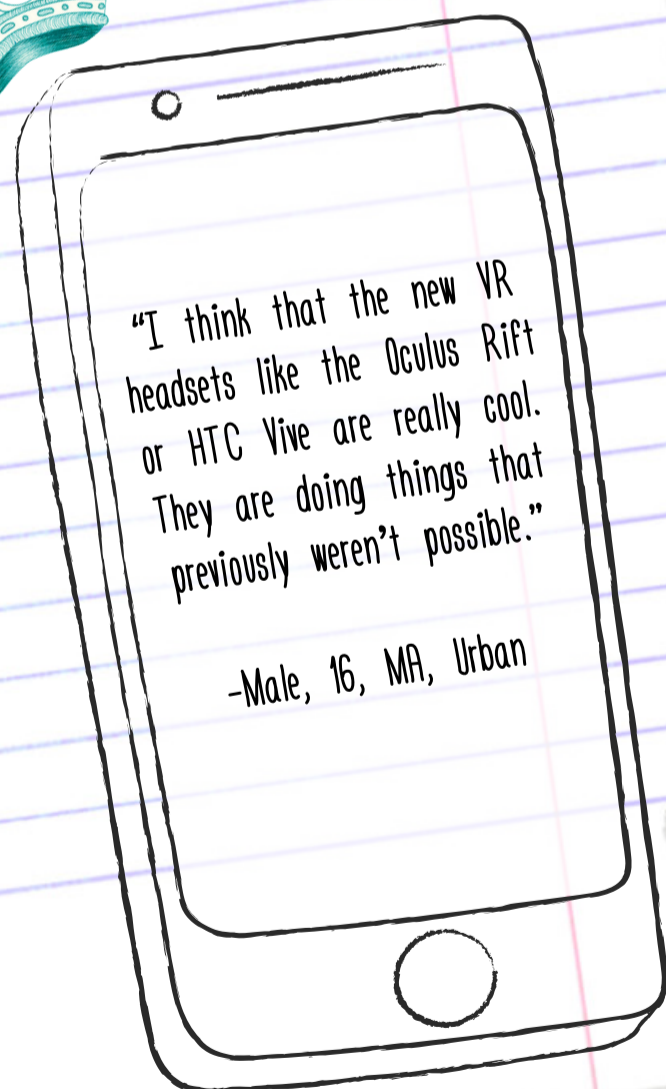 “I think that the new VR
headsets like the Oculus Rift
or HTC Vive are really cool.
They are doing things that
previously weren’t possible.”
-Male, 16, MA, Urban